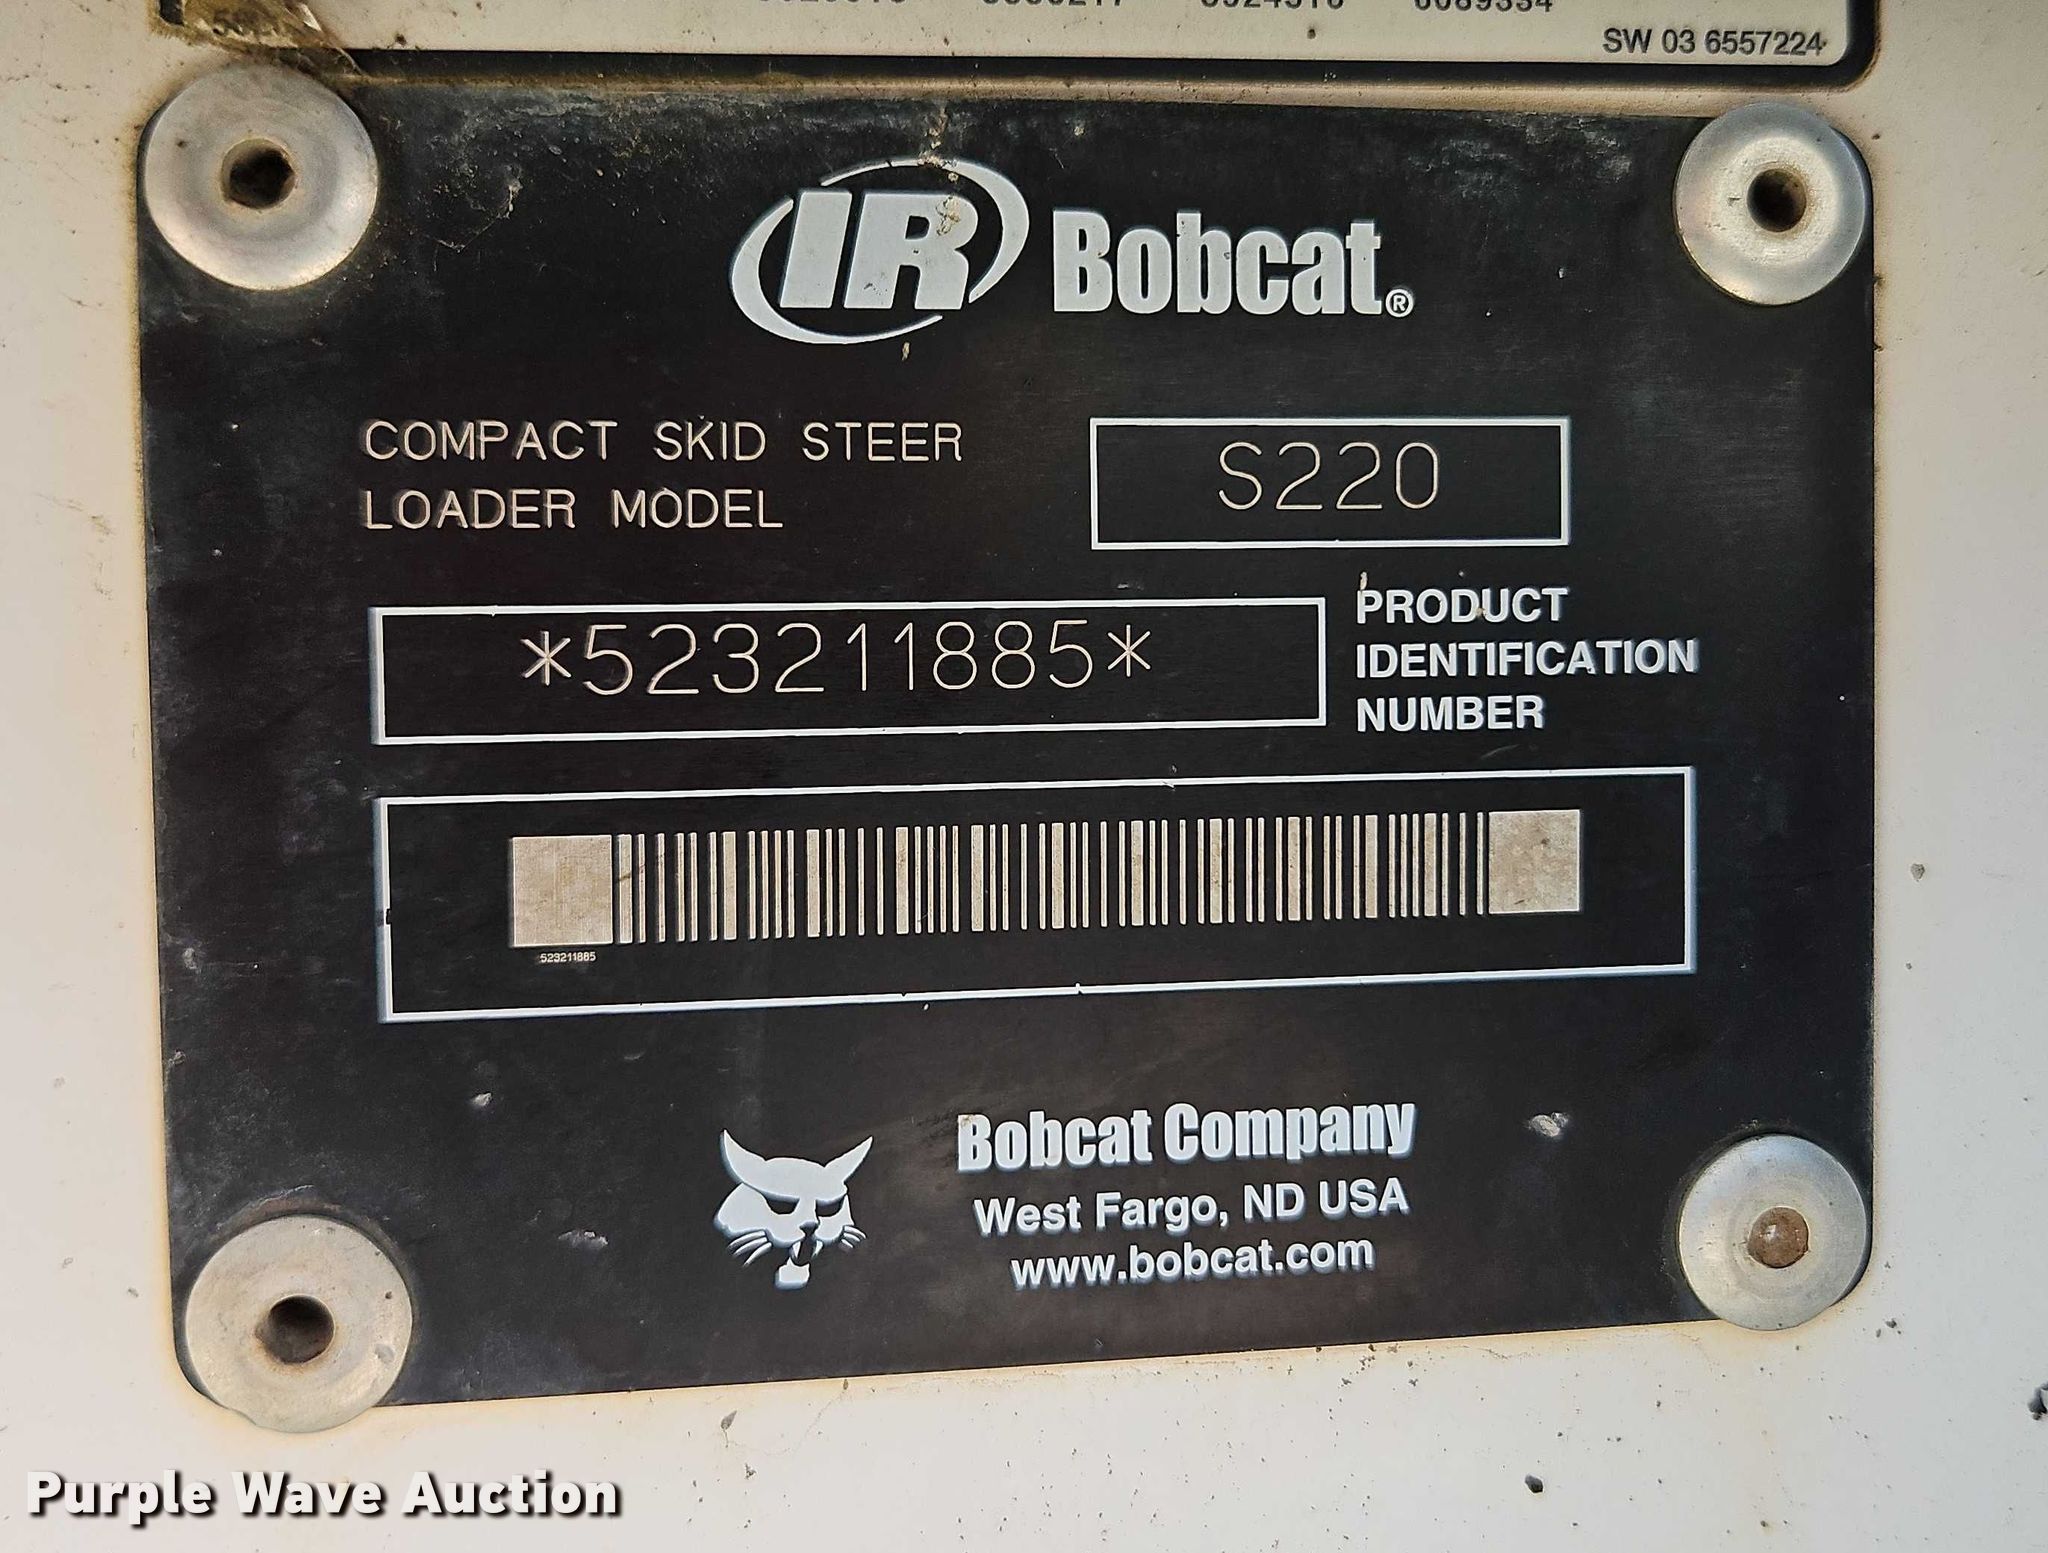 6089334
SW 03 6557224
IR Bobcat®
COMPACT SKID STEER
LOADER MODEL
S220
*523211885*
PRODUCT
IDENTIFICATION
NUMBER
523211885
Bobcat Company
West Fargo, ND USA
www.bobcat.com
Purple Wave Auction